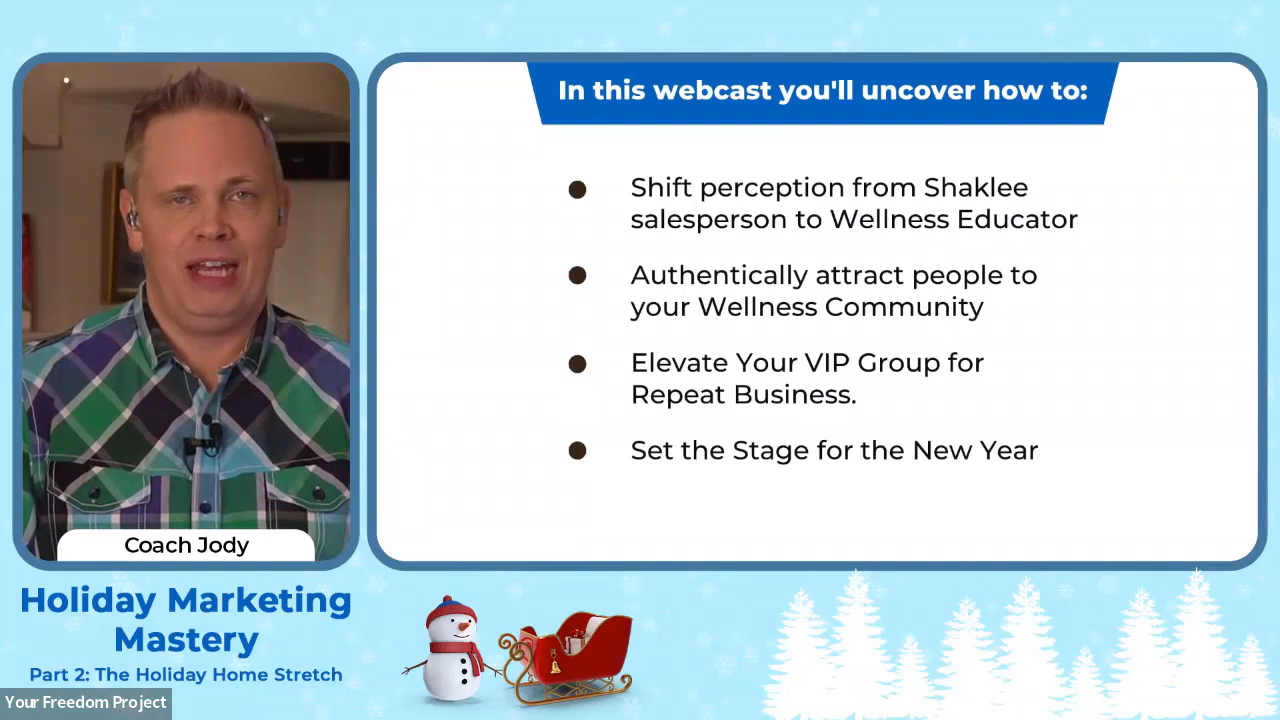 In this webcast you'll uncover how to:
Shift perception from Shaklee
salesperson to Wellness Educator
Authentically attract people to
your Wellness Community
Elevate Your VIP Group for
Repeat Business.
Set the Stage for the New Year
Coach Jody
Holiday Marketing
Mastery
Part 2: The Holiday Home Stretch
Your Freedom Project